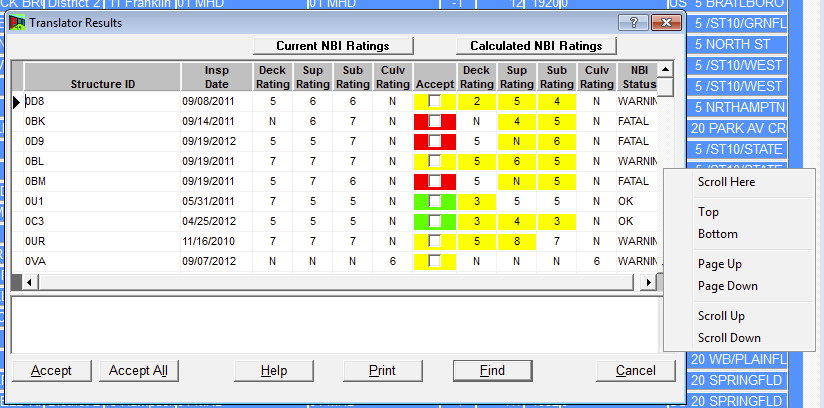 CK BR District 2 11 Franklin 01 MHD 01 MHD -1 12 1920 0 US 5 BRATLBORO
Translator Results
5 /ST10/GRNFL
Current NBI Ratings Calculated NBI Ratings
5 NORTH ST
5 /ST10/WEST
Structure ID Insp Date Deck Rating Sup Rating Sub Rating Culv Rating Accept Deck Rating Sup Rating Sub Rating Culv Rating NBI Status
5 /ST10/WEST
0D8 09/08/2011 5 6 6 N 2 5 4 N WARNIN
5 NRTHAMPTN
0BK 09/14/2011 N 6 7 N N 4 5 N FATAL
20 PARK AV CR
0D9 09/19/2012 5 5 5 N 5 N 6 N FATAL
5 /ST10/STATE
0BL 09/19/2011 7 7 7 N 5 6 5 N WARNIN
5 /ST10/STATE
0BM 09/19/2011 5 7 6 N 5 N 5 N FATAL
0U1 05/31/2011 7 5 5 N 3 5 5 N OK
0C3 04/25/2012 5 5 5 N 3 4 3 N OK
0UR 11/16/2010 7 7 7 N 5 8 7 N WARNIN
0VA 09/07/2012 N N N 6 N N N 6 WARNIN
Scroll Here
Top
Bottom
Page Up
Page Down
Scroll Up
Scroll Down
Accept Accept All Help Print Find Cancel
20 WB/PLAINFL
20 SPRINGFLD
5 SPRINGFLD